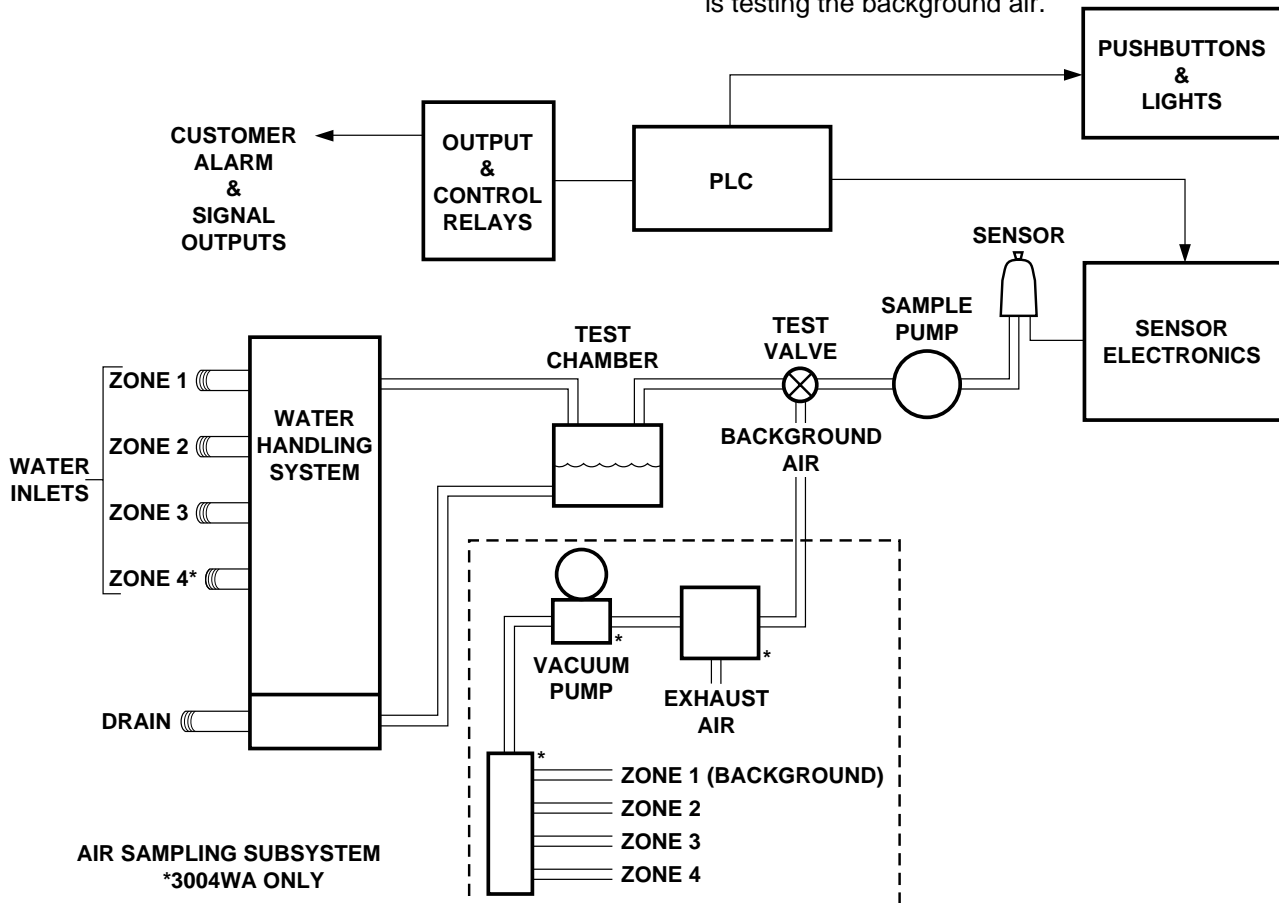 is testing the background air.
PUSHBUTTONS
&
LIGHTS
CUSTOMER
ALARM
&
SIGNAL
OUTPUTS
OUTPUT
&
CONTROL
RELAYS
PLC
SENSOR
SENSOR
ELECTRONICS
SAMPLE
PUMP
TEST
VALVE
TEST
CHAMBER
BACKGROUND
AIR
WATER
INLETS
ZONE 1
ZONE 2
ZONE 3
ZONE 4*
WATER
HANDLING
SYSTEM
DRAIN
*
VACUUM
PUMP
*
EXHAUST
AIR
*
ZONE 1 (BACKGROUND)
ZONE 2
ZONE 3
ZONE 4
AIR SAMPLING SUBSYSTEM
*3004WA ONLY